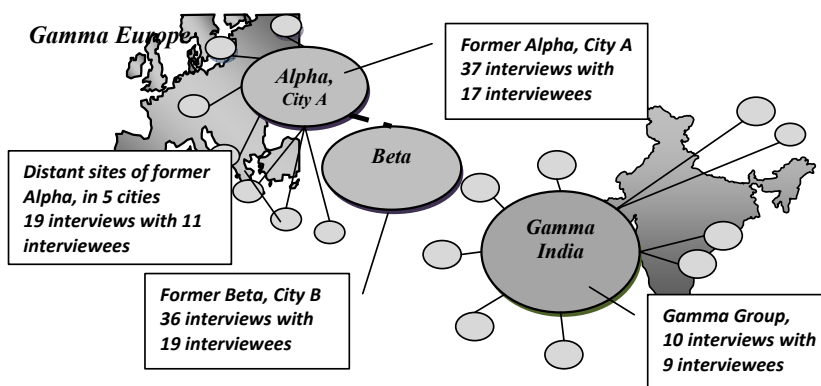 Gamma Europe
Former Alpha, City A
37 interviews with
17 interviewees
Alpha,
City A
Beta
Distant sites of former
Alpha, in 5 cities
19 interviews with 11
interviewees
Gamma
India
Former Beta, City B
36 interviews with
19 interviewees
Gamma Group,
10 interviews with
9 interviewees